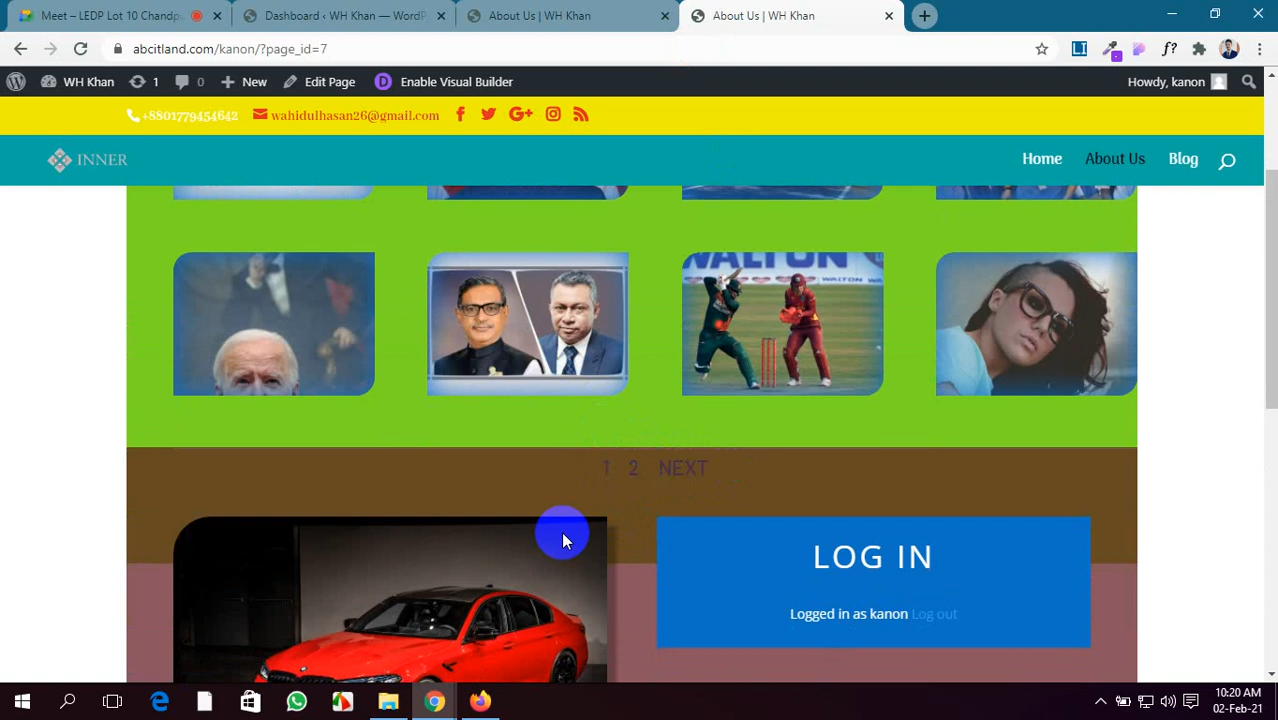 Meet – LEDP Lot 10 Chandpu
Dashboard ‹ WH Khan — WordP
About Us | WH Khan
About Us | WH Khan
abcitland.com/kanon/?page_id=7
WH Khan
1
0
New
Edit Page
Enable Visual Builder
Howdy, kanon
+8801779454642
wahidulhasan26@gmail.com
INNER
Home
About Us
Blog
WALTON
WALTON
1 2 NEXT
LOG IN
Logged in as kanon Log out
10:20 AM
02-Feb-21